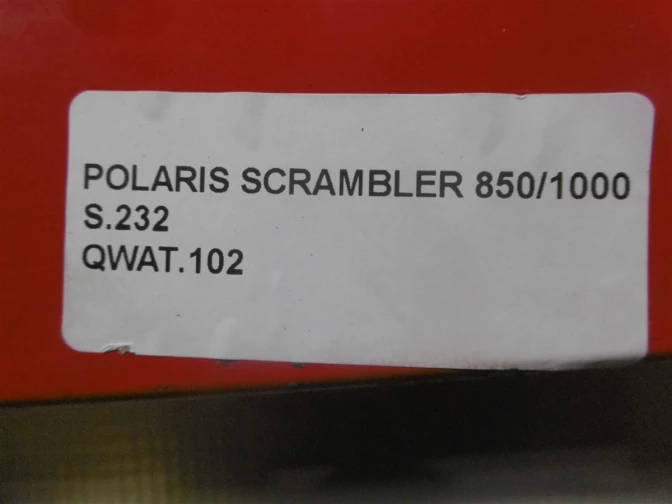 POLARIS SCRAMBLER 850/1000
S.232
QWAT.102